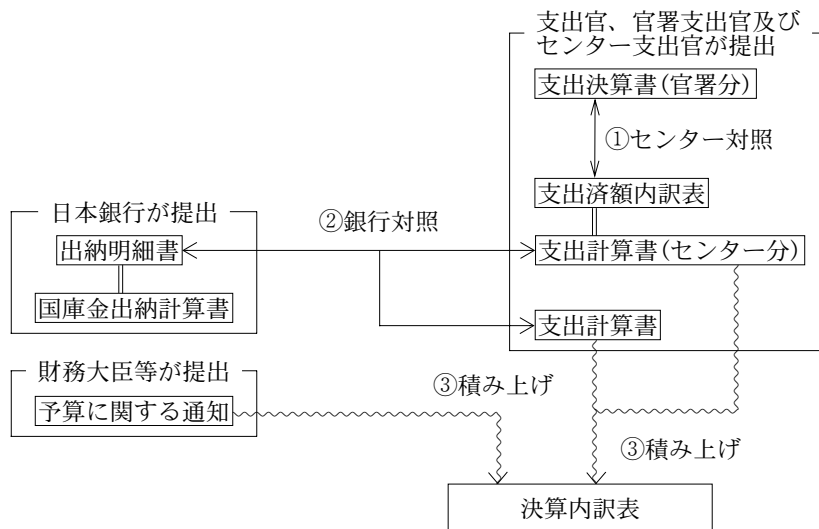 支出官、官署支出官及び
センター支出官が提出
支出決算書(官署分)
①センター対照
支出済額内訳表
日本銀行が提出
②銀行対照
出納明細書
支出計算書(センター分)
国庫金出納計算書
支出計算書
財務大臣等が提出
③積み上げ
予算に関する通知
③積み上げ
決算内訳表